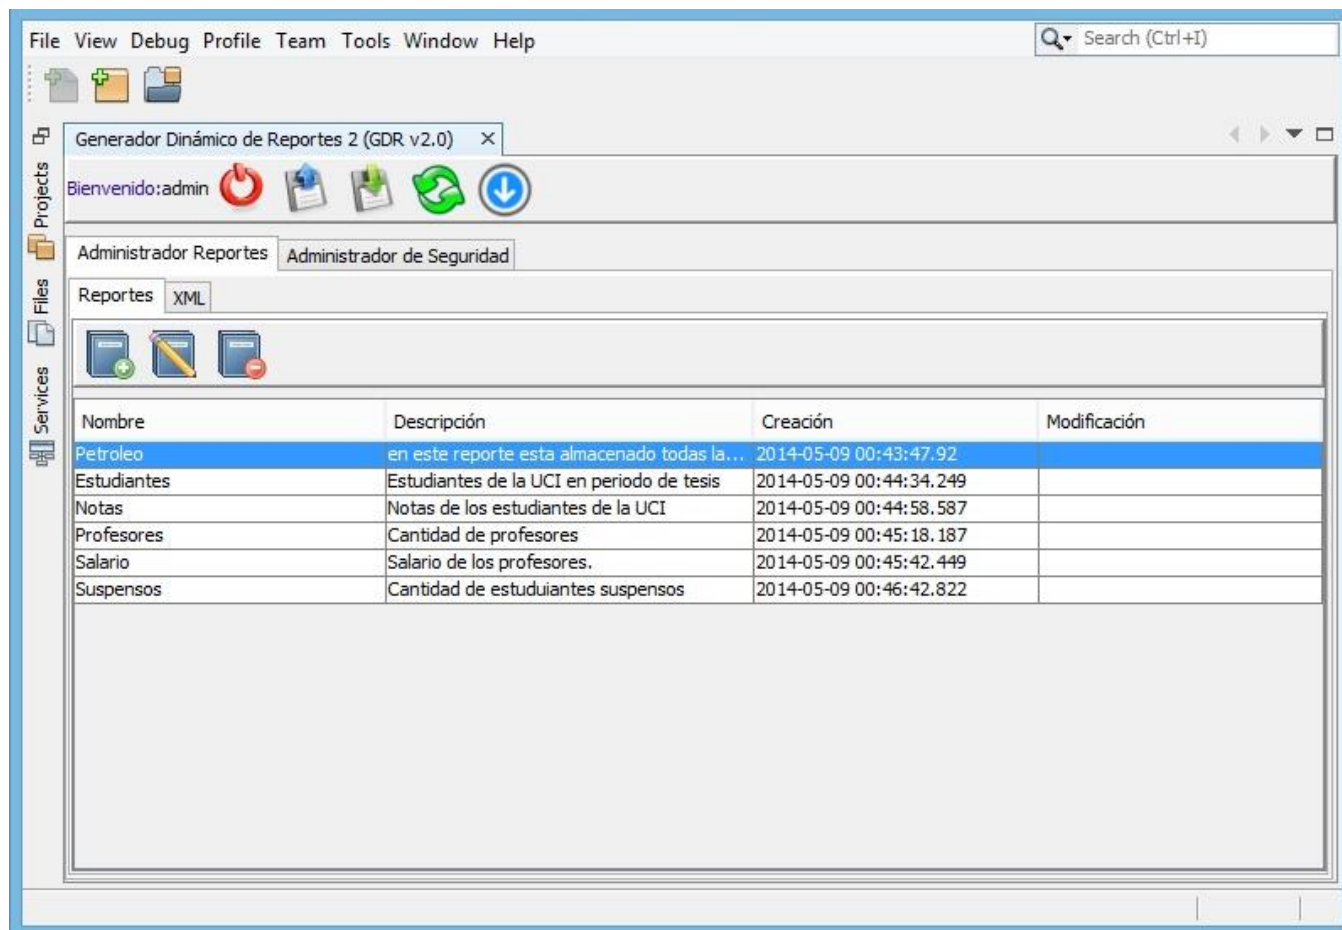 File View Debug Profile Team Tools Window Help
Search (Ctrl+I)
Generador Dinámico de Reportes 2 (GDR v2.0) X
Bienvenido:admin
Projects
Files
Services
Administrador Reportes Administrador de Seguridad
Reportes XML
Nombre Descripción Creación Modificación
Petroleo en este reporte esta almacenado todas la... 2014-05-09 00:43:47.92
Estudiantes Estudiantes de la UCI en periodo de tesis 2014-05-09 00:44:34.249
Notas Notas de los estudiantes de la UCI 2014-05-09 00:44:58.587
Profesores Cantidad de profesores 2014-05-09 00:45:18.187
Salario Salario de los profesores. 2014-05-09 00:45:42.449
Suspensos Cantidad de estuduiantes suspensos 2014-05-09 00:46:42.822